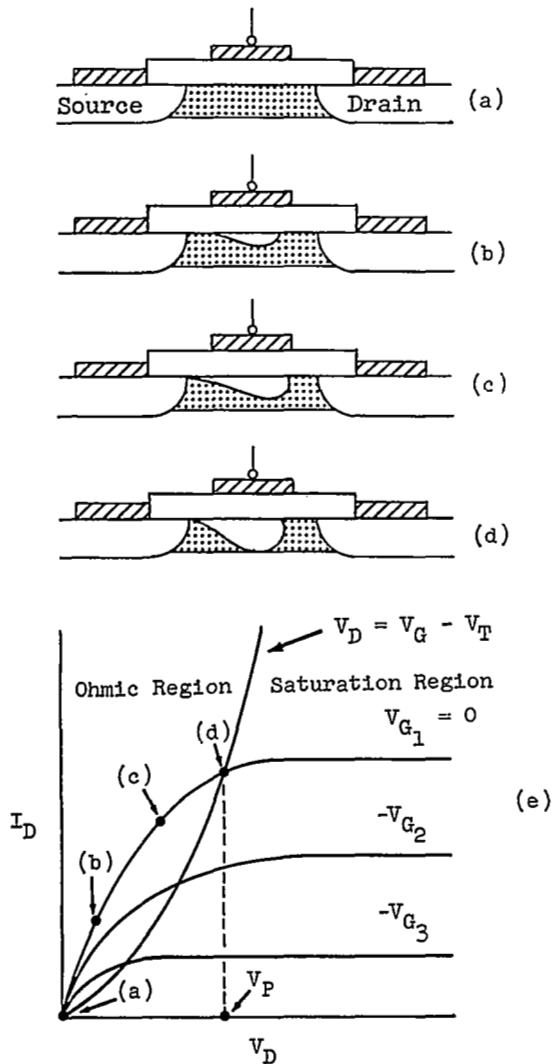 Source Drain (a)
(b)
(c)
(d)
V_D = V_G - V_T
Ohmic Region Saturation Region
V_G1 = 0
(d)
(c)
(e)
I_D
-V_G2
(b)
-V_G3
(a)
V_P
V_D